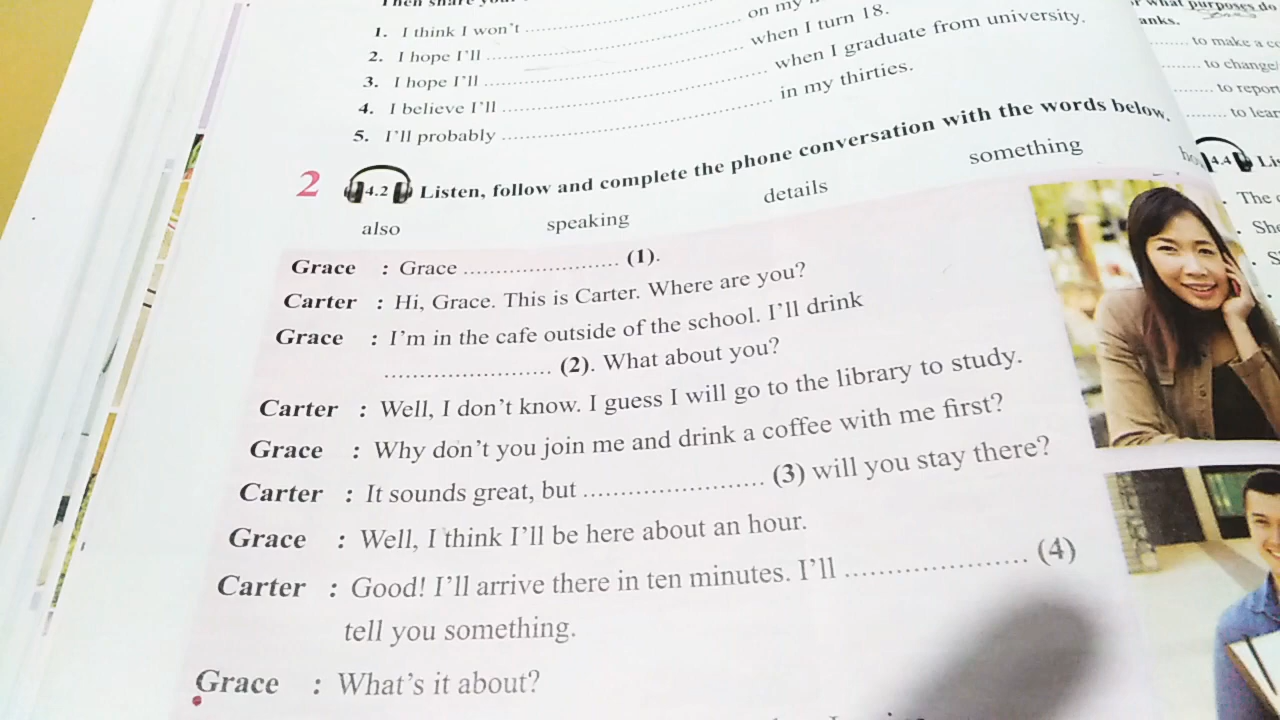 1. I think I won't ........................ on my
2. I hope I'll ........................ when I turn 18.
3. I hope I'll ........................ when I graduate from university.
4. I believe I'll ........................ in my thirties.
5. I'll probably ........................
2 4.2 Listen, follow and complete the phone conversation with the words below.
also speaking details something
Grace : Grace ........................ (1).
Carter : Hi, Grace. This is Carter. Where are you?
Grace : I'm in the cafe outside of the school. I'll drink
........................ (2). What about you?
Carter : Well, I don't know. I guess I will go to the library to study.
Grace : Why don't you join me and drink a coffee with me first?
Carter : It sounds great, but ........................ (3) will you stay there?
Grace : Well, I think I'll be here about an hour.
Carter : Good! I'll arrive there in ten minutes. I'll ........................ (4)
tell you something.
Grace : What's it about?
purposes do
........ to make a
........ to change/
........ to report
........ to
4.4
The